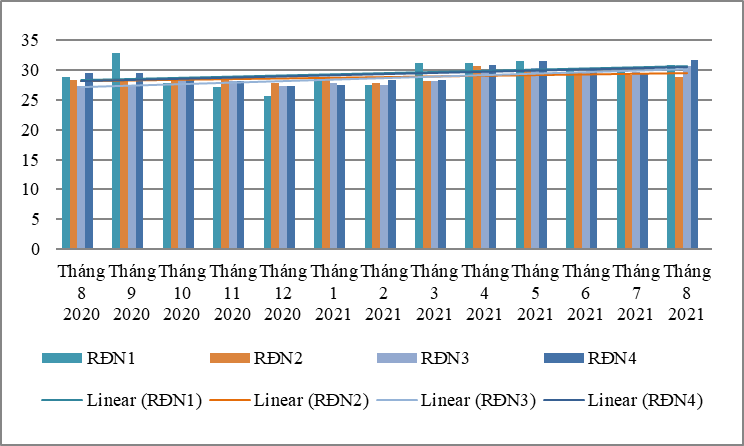 35
30
25
20
15
10
5
0
Tháng Tháng Tháng Tháng Tháng Tháng Tháng Tháng Tháng Tháng Tháng Tháng Tháng
8 9 10 11 12 1 2 3 4 5 6 7 8
2020 2020 2020 2020 2020 2021 2021 2021 2021 2021 2021 2021 2021
RĐN1 RĐN2 RĐN3 RĐN4
Linear (RĐN1) Linear (RĐN2) Linear (RĐN3) Linear (RĐN4)